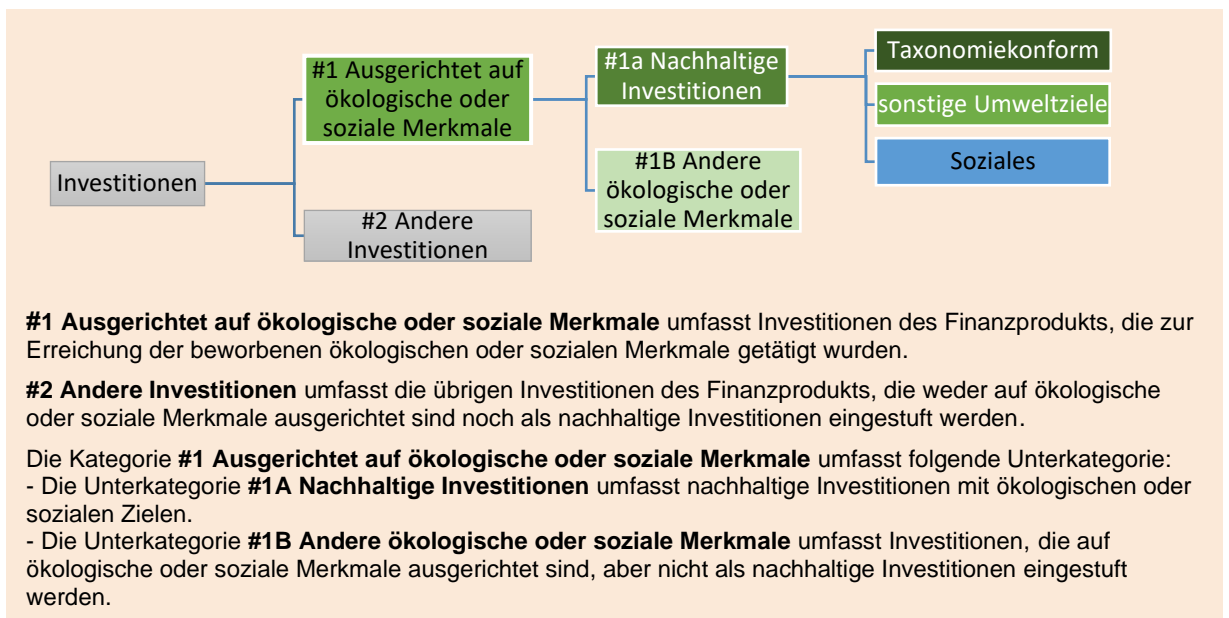 #1 Ausgerichtet auf
ökologische oder
soziale Merkmale
#1a Nachhaltige
Investitionen
Taxonomiekonform
sonstige Umweltziele
Soziales
Investitionen
#1B Andere
ökologische oder
soziale Merkmale
#2 Andere
Investitionen
#1 Ausgerichtet auf ökologische oder soziale Merkmale umfasst Investitionen des Finanzprodukts, die zur
Erreichung der beworbenen ökologischen oder sozialen Merkmale getätigt wurden.
#2 Andere Investitionen umfasst die übrigen Investitionen des Finanzprodukts, die weder auf ökologische
oder soziale Merkmale ausgerichtet sind noch als nachhaltige Investitionen eingestuft werden.
Die Kategorie #1 Ausgerichtet auf ökologische oder soziale Merkmale umfasst folgende Unterkategorie:
- Die Unterkategorie #1A Nachhaltige Investitionen umfasst nachhaltige Investitionen mit ökologischen oder
sozialen Zielen.
- Die Unterkategorie #1B Andere ökologische oder soziale Merkmale umfasst Investitionen, die auf
ökologische oder soziale Merkmale ausgerichtet sind, aber nicht als nachhaltige Investitionen eingestuft
werden.